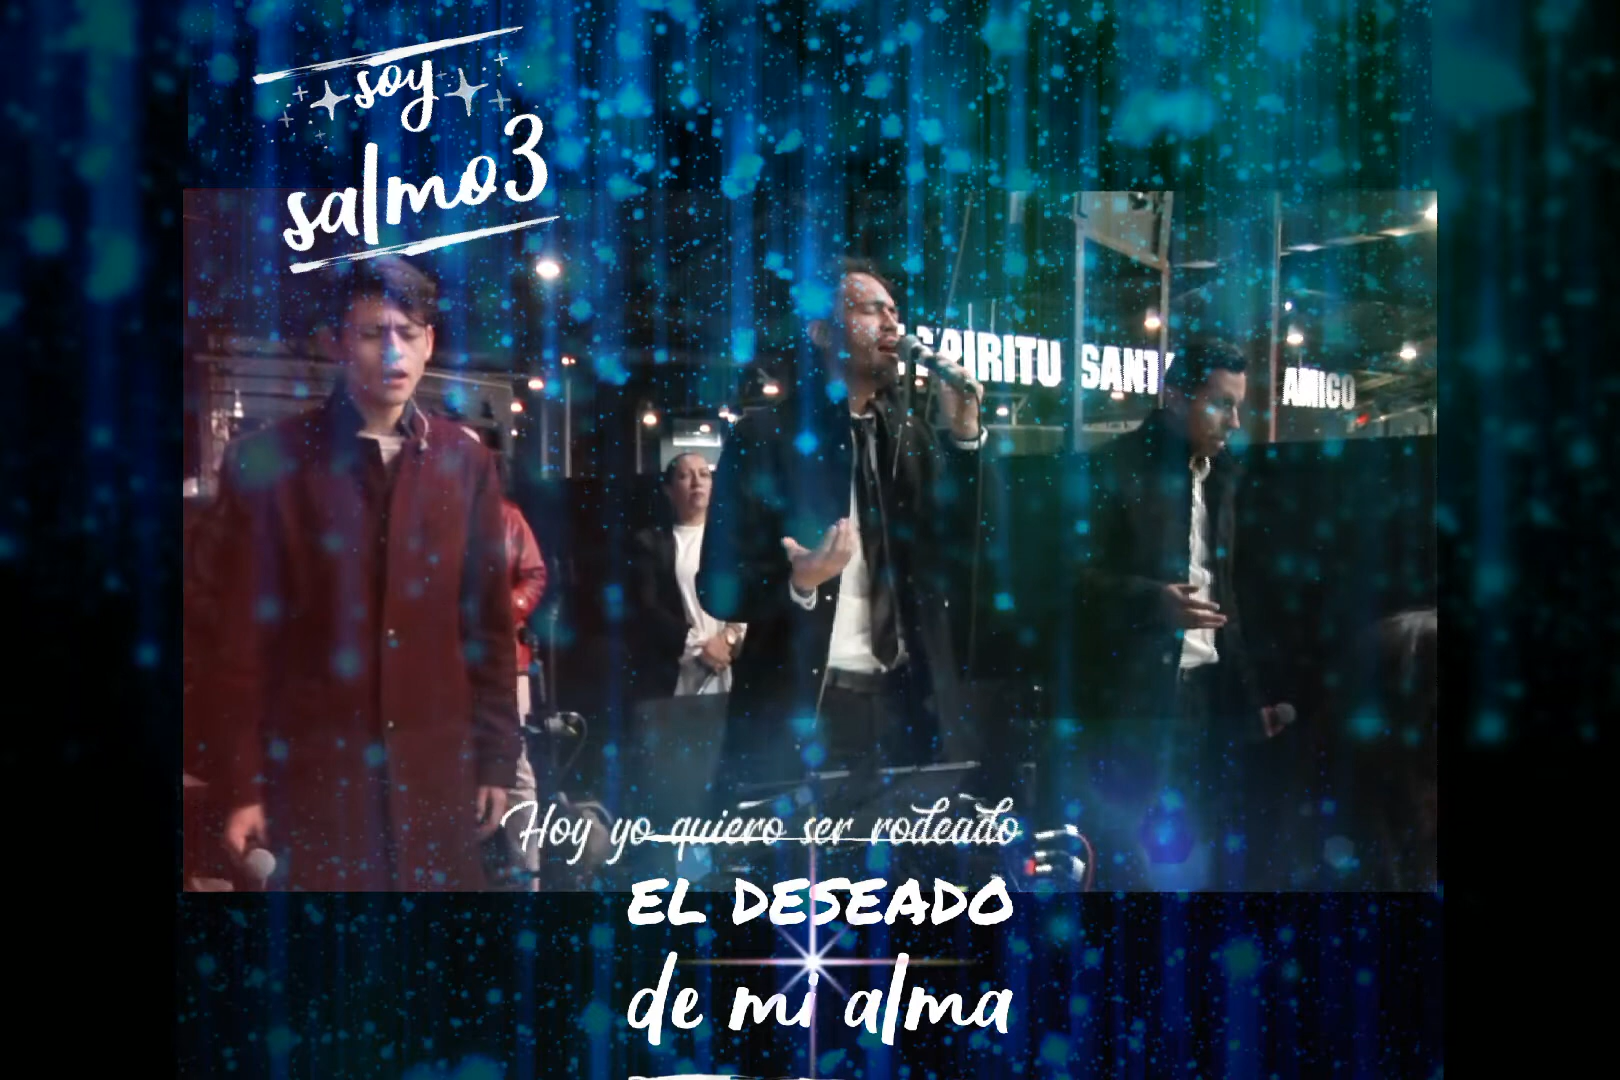 soy
salmo3
ESPIRITU SANT
AMIGO
Hoy yo quiero ser rodeado
EL DESEADO
de mi alma